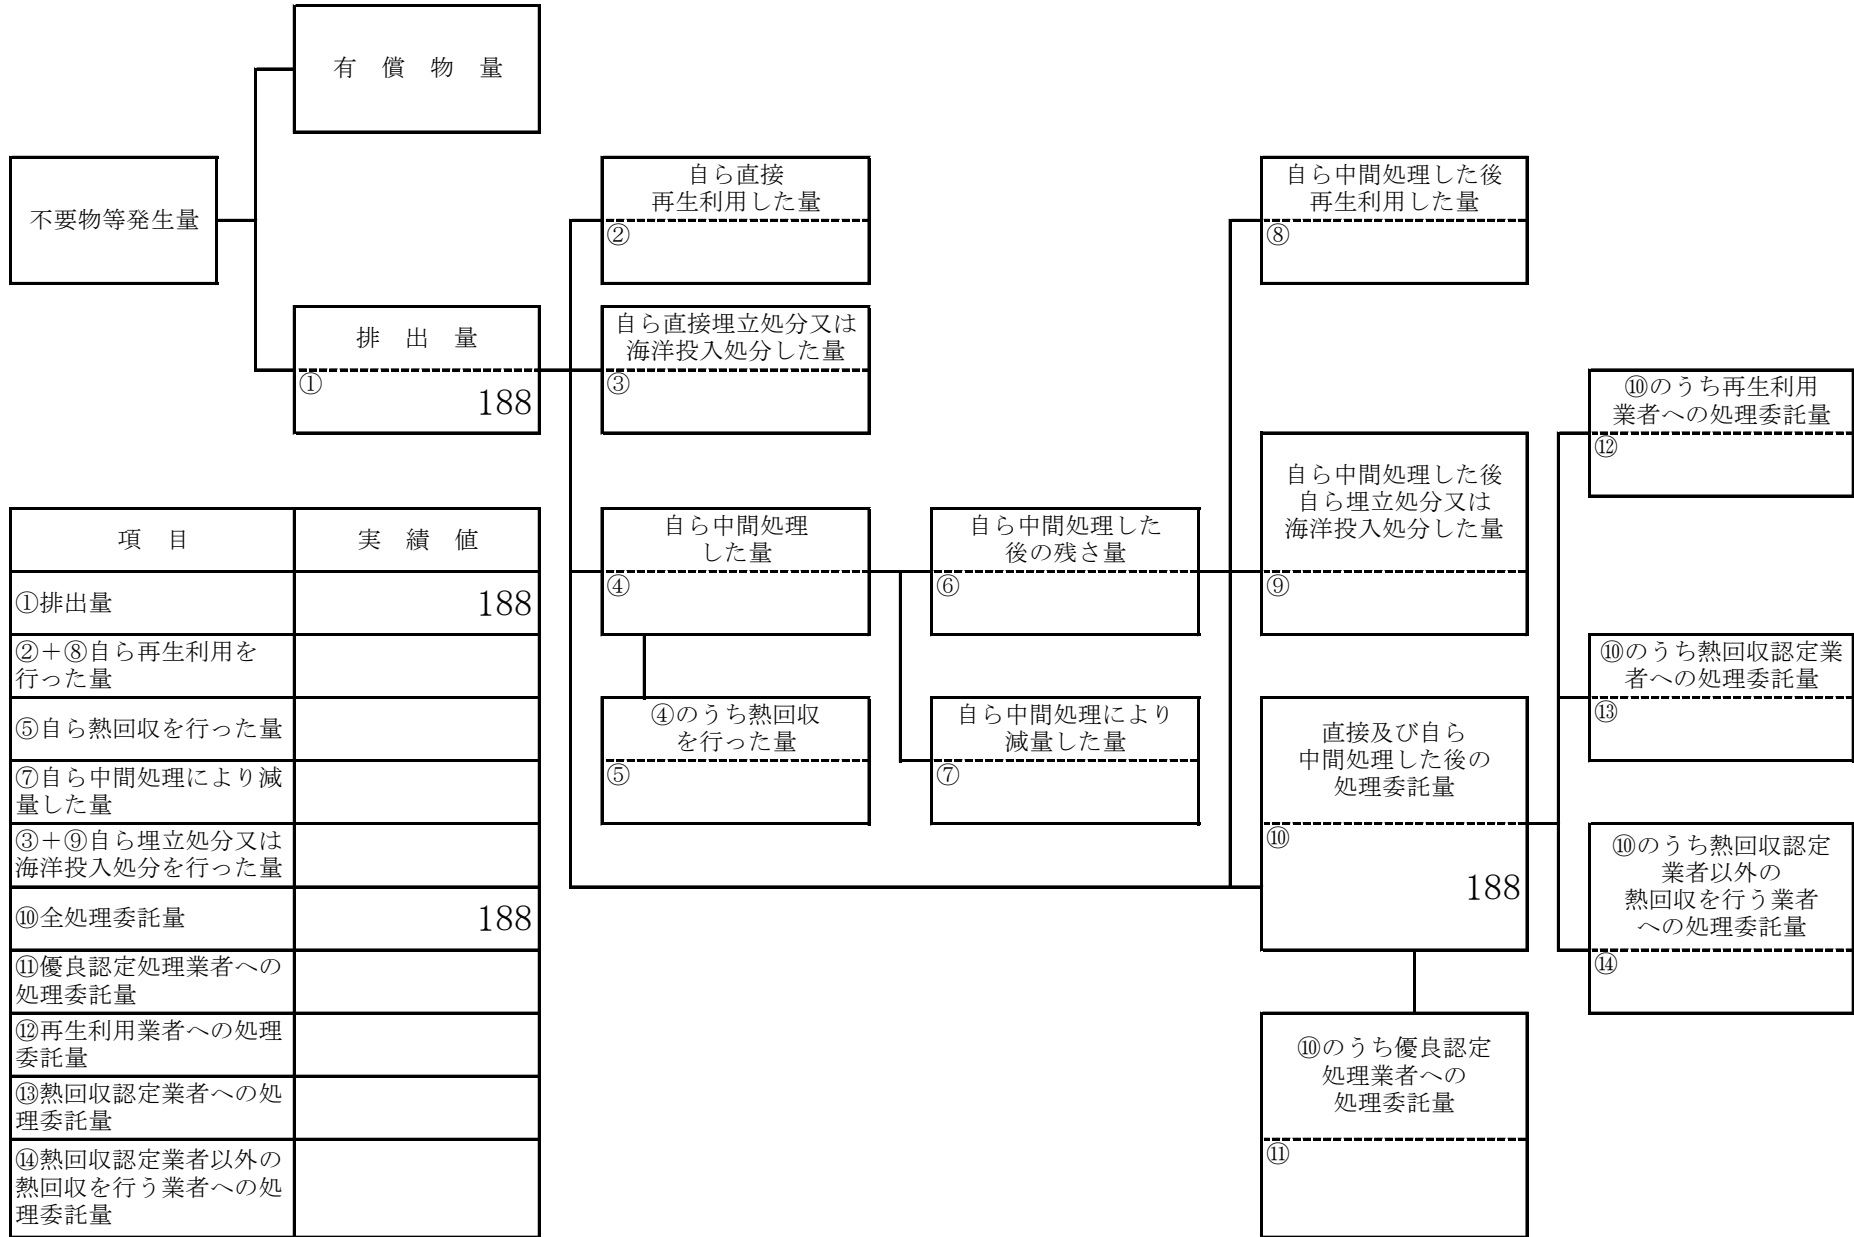 有　償　物　量
不要物等発生量
排　出　量
①
188
自ら直接
再生利用した量
②
自ら直接埋立処分又は
海洋投入処分した量
③
自ら中間処理
した量
④
④のうち熱回収
を行った量
⑤
自ら中間処理した
後の残さ量
⑥
自ら中間処理により
減量した量
⑦
自ら中間処理した後
再生利用した量
⑧
自ら中間処理した後
自ら埋立処分又は
海洋投入処分した量
⑨
直接及び自ら
中間処理した後の
処理委託量
⑩
188
⑩のうち優良認定
処理業者への
処理委託量
⑪
⑩のうち再生利用
業者への処理委託量
⑫
⑩のうち熱回収認定業
者への処理委託量
⑬
⑩のうち熱回収認定
業者以外の
熱回収を行う業者
への処理委託量
⑭
項　目　実　績　値
①排出量　188
②＋⑧自ら再生利用を
行った量
⑤自ら熱回収を行った量
⑦自ら中間処理により減
量した量
③＋⑨自ら埋立処分又は
海洋投入処分を行った量
⑩全処理委託量　188
⑪優良認定処理業者への
処理委託量
⑫再生利用業者への処理
委託量
⑬熱回収認定業者への処
理委託量
⑭熱回収認定業者以外の
熱回収を行う業者への処
理委託量